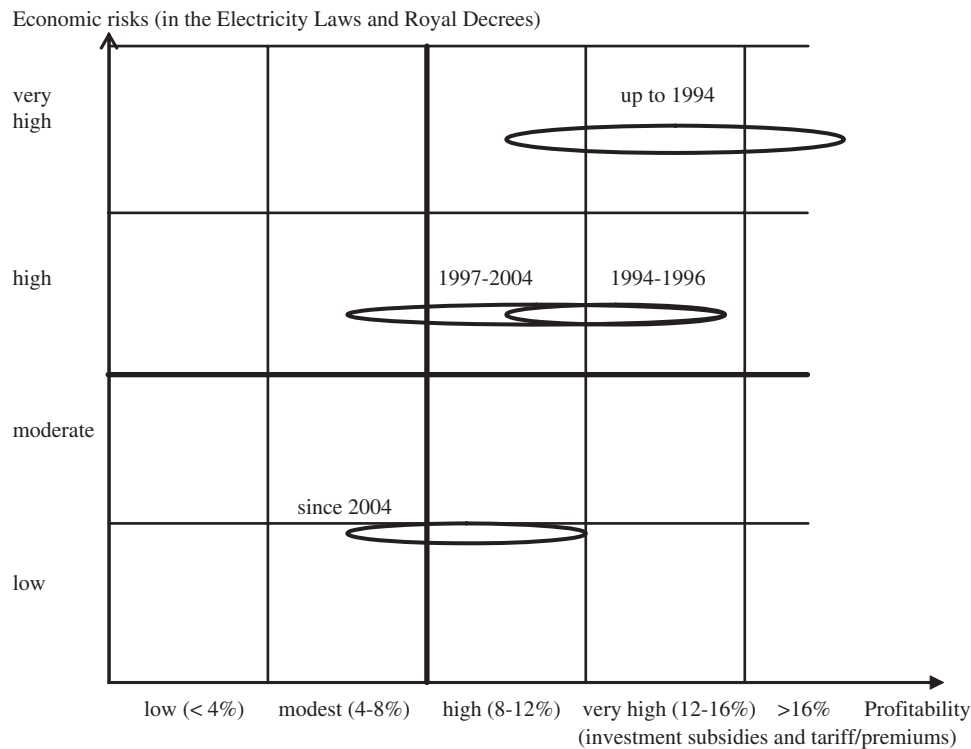 Economic risks (in the Electricity Laws and Royal Decrees)
very
high
up to 1994
high
1997-2004
1994-1996
moderate
since 2004
low
low (< 4%)
modest (4-8%)
high (8-12%)
very high (12-16%)
>16%
Profitability
(investment subsidies and tariff/premiums)